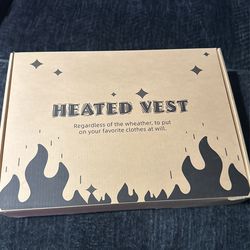 HEATED VEST
Regardless of the wheather, to put
on your favorite clothes at will.